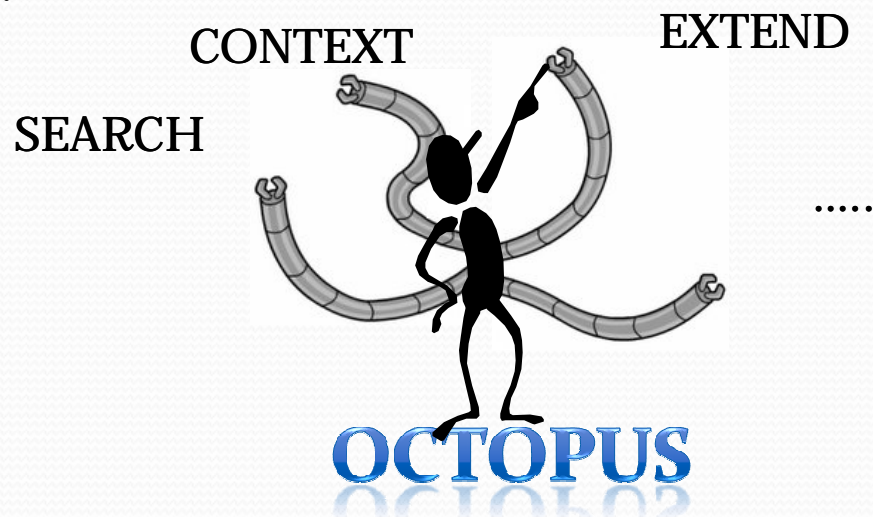 CONTEXT
EXTEND
SEARCH
.....
OCTOPUS